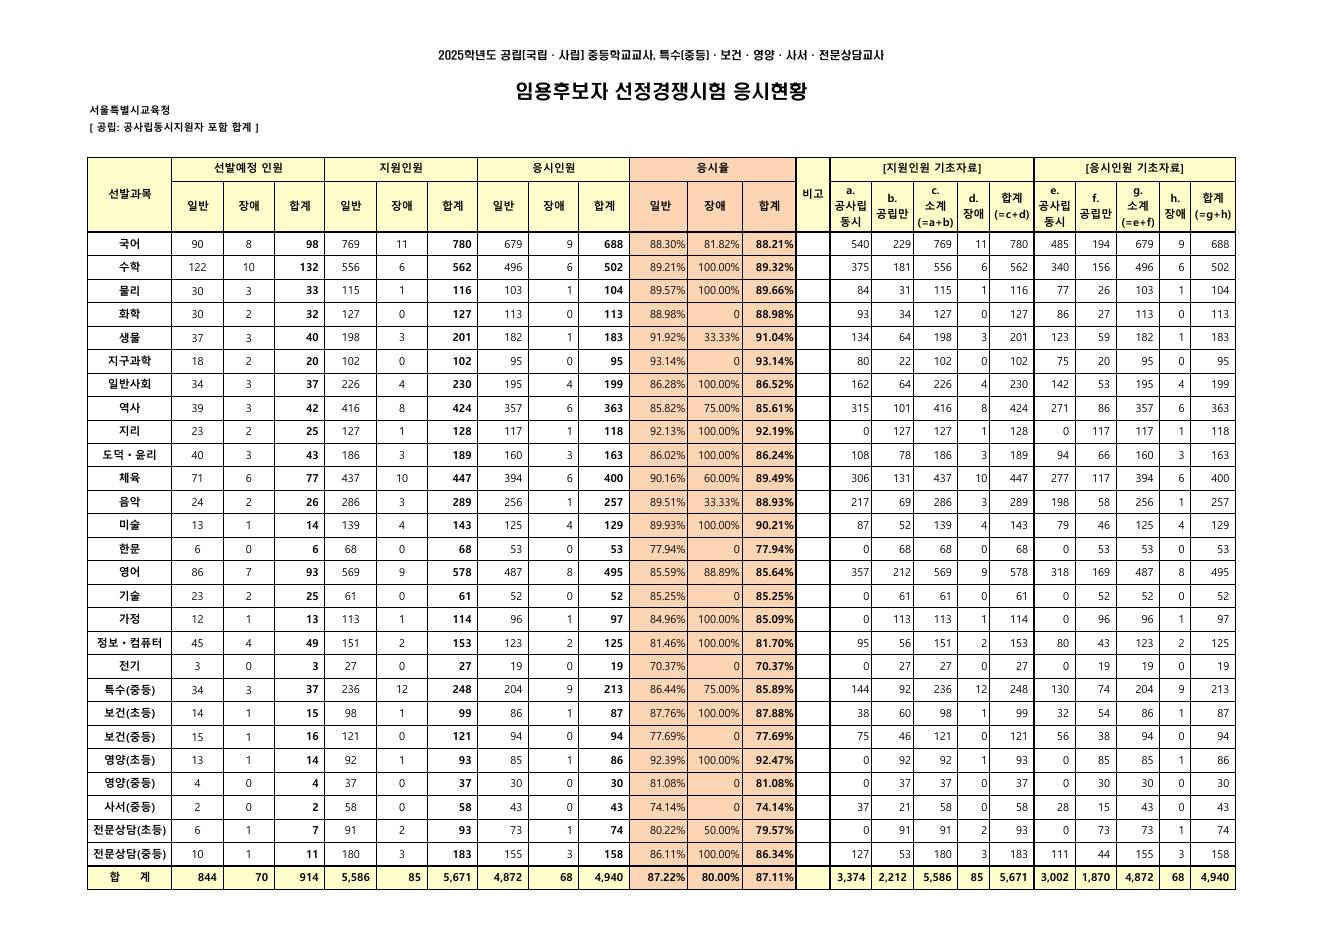 2025학년도 공립[국립 · 사립] 중등학교교사, 특수(중등) · 보건 · 영양 · 사서 · 전문상담교사
임용후보자 선정경쟁시험 응시현황
서울특별시교육청
[ 공립: 공사립동시지원자 포함 합계 ]
선발과목 선발예정 인원 지원인원 응시인원 응시율 비고 [지원인원 기초자료] [응시인원 기초자료]
일반 장애 합계 일반 장애 합계 일반 장애 합계 일반 장애 합계 a. 공사립 동시 b. 공립만 c. 소계 (=a+b) d. 장애 합계 (=c+d) e. 공사립 동시 f. 공립만 g. 소계 (=e+f) h. 장애 합계 (=g+h)
국어 90 8 98 769 11 780 679 9 688 88.30% 81.82% 88.21% 540 229 769 11 780 485 194 679 9 688
수학 122 10 132 556 6 562 496 6 502 89.21% 100.00% 89.32% 375 181 556 6 562 340 156 496 6 502
물리 30 3 33 115 1 116 103 1 104 89.57% 100.00% 89.66% 84 31 115 1 116 77 26 103 1 104
화학 30 2 32 127 0 127 113 0 113 88.98% 0 88.98% 93 34 127 0 127 86 27 113 0 113
생물 37 3 40 198 3 201 182 1 183 91.92% 33.33% 91.04% 134 64 198 3 201 123 59 182 1 183
지구과학 18 2 20 102 0 102 95 0 95 93.14% 0 93.14% 80 22 102 0 102 75 20 95 0 95
일반사회 34 3 37 226 4 230 195 4 199 86.28% 100.00% 86.52% 162 64 226 4 230 142 53 195 4 199
역사 39 3 42 416 8 424 357 6 363 85.82% 75.00% 85.61% 315 101 416 8 424 271 86 357 6 363
지리 23 2 25 127 1 128 117 1 118 92.13% 100.00% 92.19% 0 127 127 1 128 0 117 117 1 118
도덕・윤리 40 3 43 186 3 189 160 3 163 86.02% 100.00% 86.24% 108 78 186 3 189 94 66 160 3 163
체육 71 6 77 437 10 447 394 6 400 90.16% 60.00% 89.49% 306 131 437 10 447 277 117 394 6 400
음악 24 2 26 286 3 289 256 1 257 89.51% 33.33% 88.93% 217 69 286 3 289 198 58 256 1 257
미술 13 1 14 139 4 143 125 4 129 89.93% 100.00% 90.21% 87 52 139 4 143 79 46 125 4 129
한문 6 0 6 68 0 68 53 0 53 77.94% 0 77.94% 0 68 68 0 68 0 53 53 0 53
영어 86 7 93 569 9 578 487 8 495 85.59% 88.89% 85.64% 357 212 569 9 578 318 169 487 8 495
기술 23 2 25 61 0 61 52 0 52 85.25% 0 85.25% 0 61 61 0 61 0 52 52 0 52
가정 12 1 13 113 1 114 96 1 97 84.96% 100.00% 85.09% 0 113 113 1 114 0 96 96 1 97
정보・컴퓨터 45 4 49 151 2 153 123 2 125 81.46% 100.00% 81.70% 95 56 151 2 153 80 43 123 2 125
전기 3 0 3 27 0 27 19 0 19 70.37% 0 70.37% 0 27 27 0 27 0 19 19 0 19
특수(중등) 34 3 37 236 12 248 204 9 213 86.44% 75.00% 85.89% 144 92 236 12 248 130 74 204 9 213
보건(초등) 14 1 15 98 1 99 86 1 87 87.76% 100.00% 87.88% 38 60 98 1 99 32 54 86 1 87
보건(중등) 15 1 16 121 0 121 94 0 94 77.69% 0 77.69% 75 46 121 0 121 56 38 94 0 94
영양(초등) 13 1 14 92 1 93 85 1 86 92.39% 100.00% 92.47% 0 92 92 1 93 0 85 85 1 86
영양(중등) 4 0 4 37 0 37 30 0 30 81.08% 0 81.08% 0 37 37 0 37 0 30 30 0 30
사서(중등) 2 0 2 58 0 58 43 0 43 74.14% 0 74.14% 37 21 58 0 58 28 15 43 0 43
전문상담(초등) 6 1 7 91 2 93 73 1 74 80.22% 50.00% 79.57% 0 91 91 2 93 0 73 73 1 74
전문상담(중등) 10 1 11 180 3 183 155 3 158 86.11% 100.00% 86.34% 127 53 180 3 183 111 44 155 3 158
합 계 844 70 914 5,586 85 5,671 4,872 68 4,940 87.22% 80.00% 87.11% 3,374 2,212 5,586 85 5,671 3,002 1,870 4,872 68 4,940